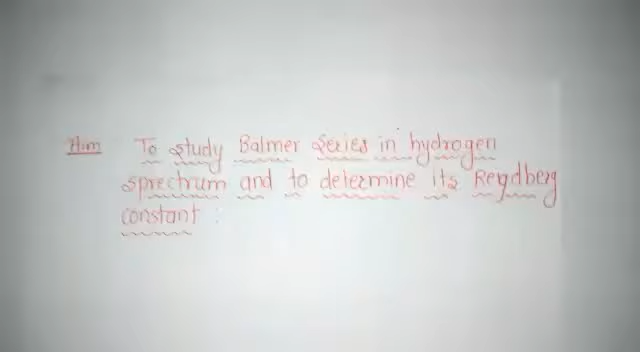 Aim To study Balmer Series in hydrogen
sprectrum and to determine its Reydberg
constant :